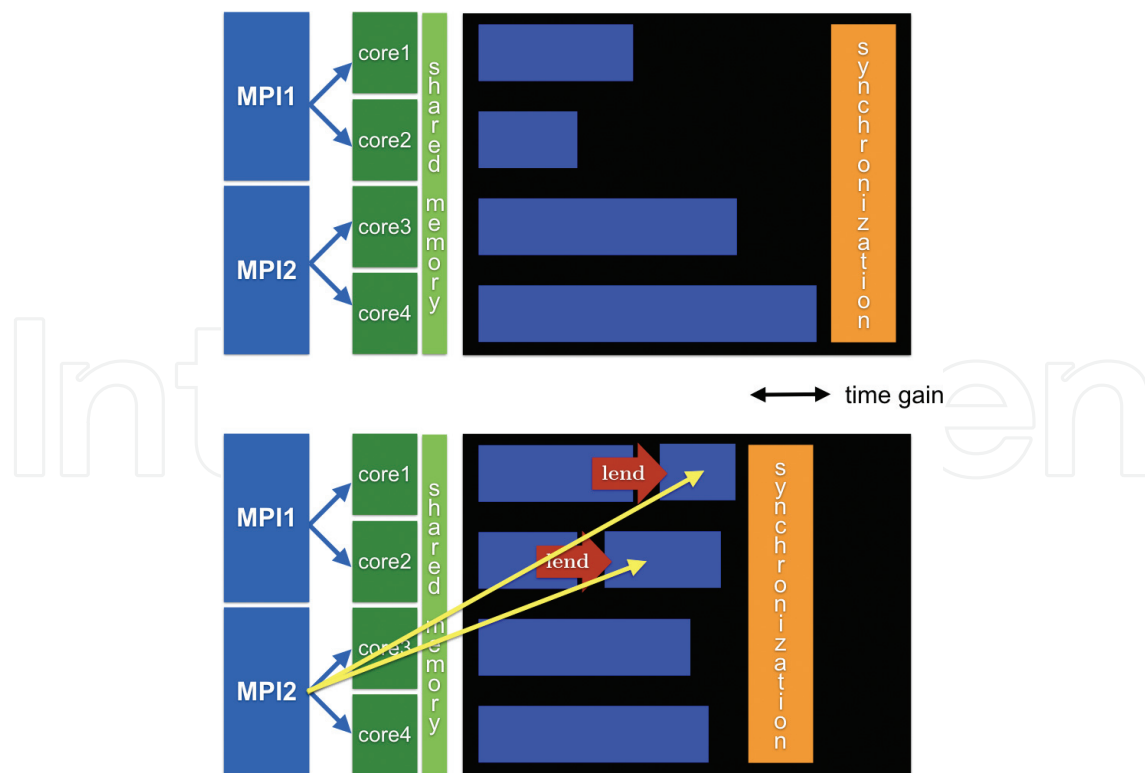 MPI1
core1
core2
MPI2
core3
core4
shared memory
synchronization
time gain
MPI1
core1
core2
MPI2
core3
core4
shared memory
lend
lend
synchronization